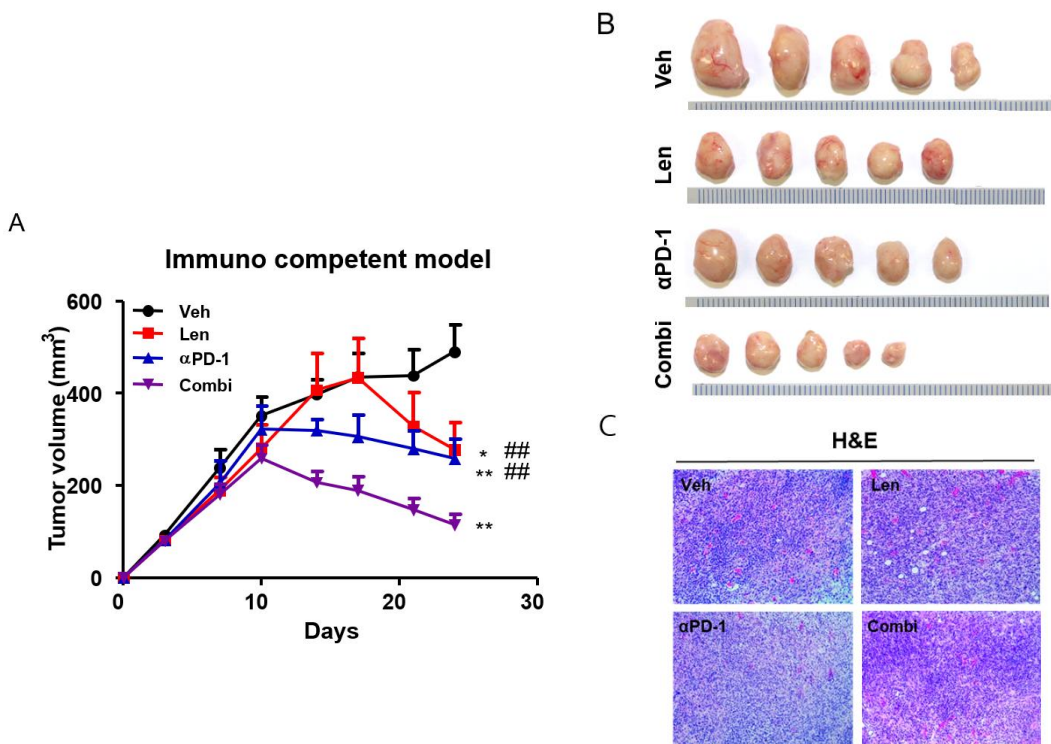 A
Immuno competent model
Tumor volume (mm³)
600
400
200
0
Veh
Len
αPD-1
Combi
* ##
** ##
**
0 10 20 30
Days
B
Veh
Len
αPD-1
Combi
C
H&E
Veh Len
αPD-1 Combi